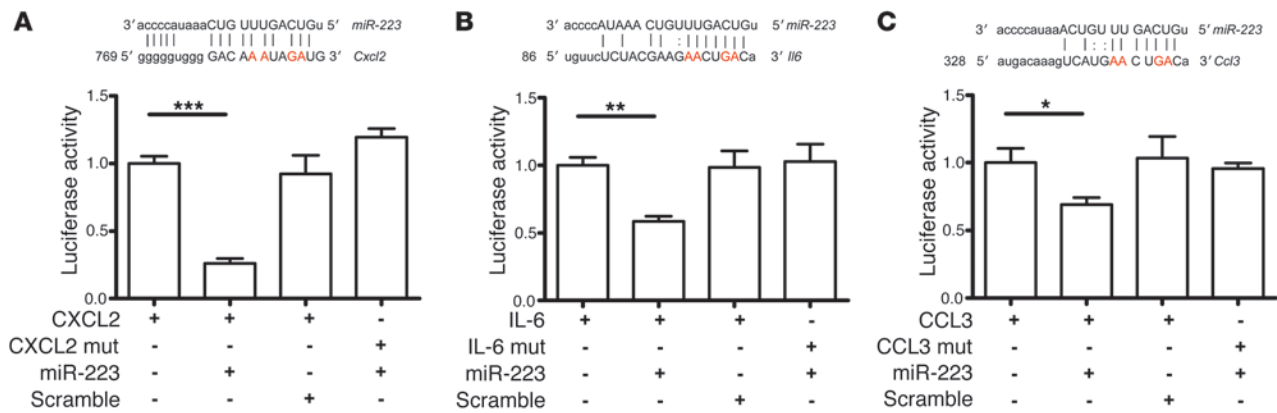 A
3′ accccauaaaCUG UUUGACUGu 5′ miR-223
769 5′ gggggugggGACAAAUAGAUG 3′ Cxcl2
1.5
1.0
0.5
0.0
Luciferase activity
***
CXCL2 + + + -
CXCL2 mut - - - +
miR-223 - + - +
Scramble - - + -
B
3′ accccAUAAA CUGUUUGACUGu 5′ miR-223
86 5′ uguucUCUACGAAGAACUGACa 3′ Il6
1.5
1.0
0.5
0.0
Luciferase activity
**
IL-6 + + + -
IL-6 mut - - - +
miR-223 - + - +
Scramble - - + -
C
3′ accccauaaACUGU UU GACUGu 5′ miR-223
328 5′ augacaaagUCAUGAA C UGACa 3′ Ccl3
1.5
1.0
0.5
0.0
Luciferase activity
*
CCL3 + + + -
CCL3 mut - - - +
miR-223 - + - +
Scramble - - + -